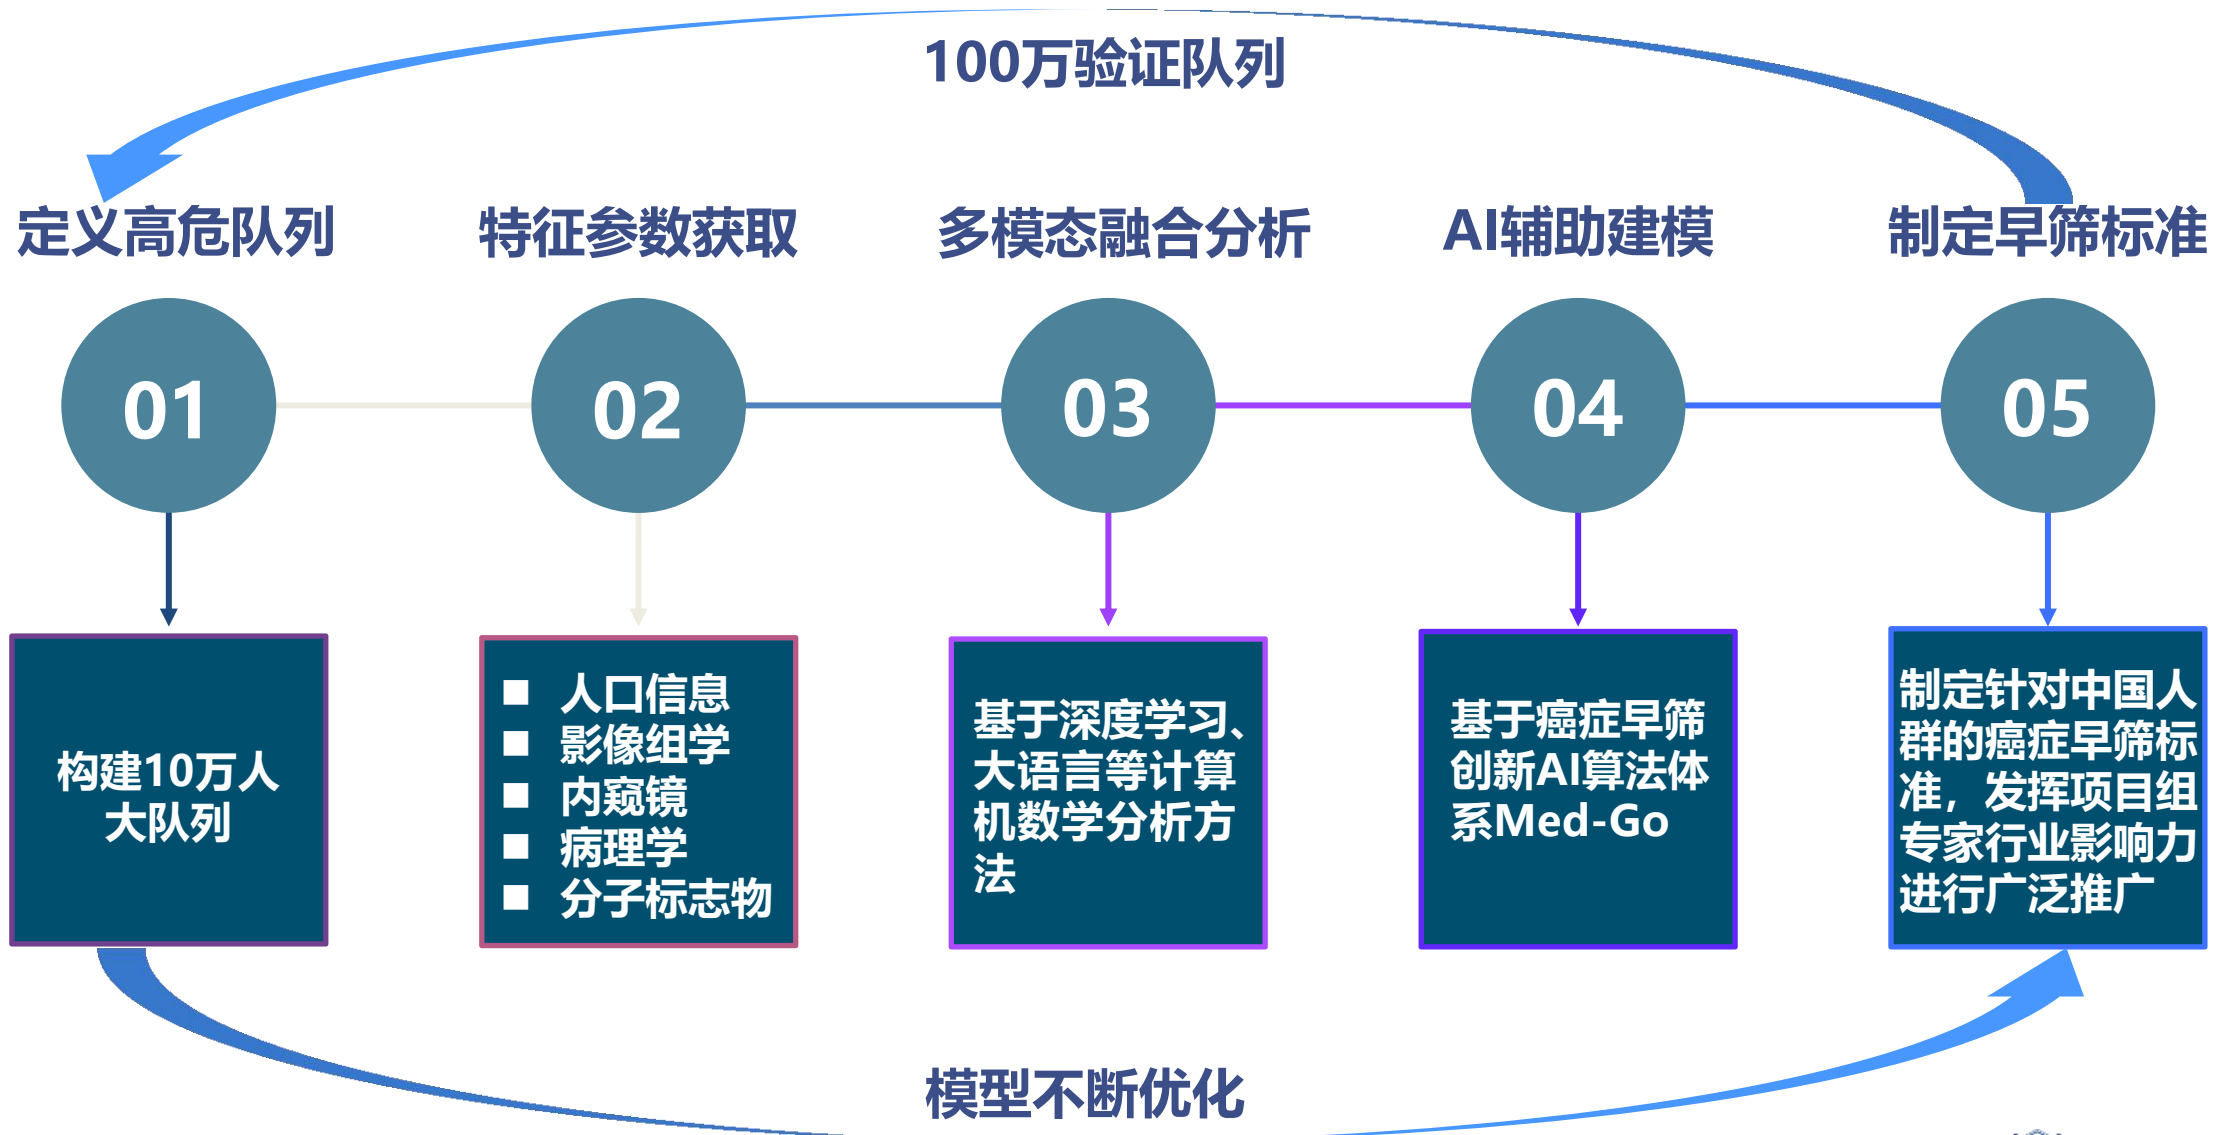 100万验证队列
定义高危队列
特征参数获取
多模态融合分析
AI辅助建模
制定早筛标准
01
02
03
04
05
构建10万人
大队列
■ 人口信息
■ 影像组学
■ 内窥镜
■ 病理学
■ 分子标志物
基于深度学习、
大语言等计算
机数学分析方
法
基于癌症早筛
创新AI算法体
系Med-Go
制定针对中国人
群的癌症早筛标
准，发挥项目组
专家行业影响力
进行广泛推广
模型不断优化